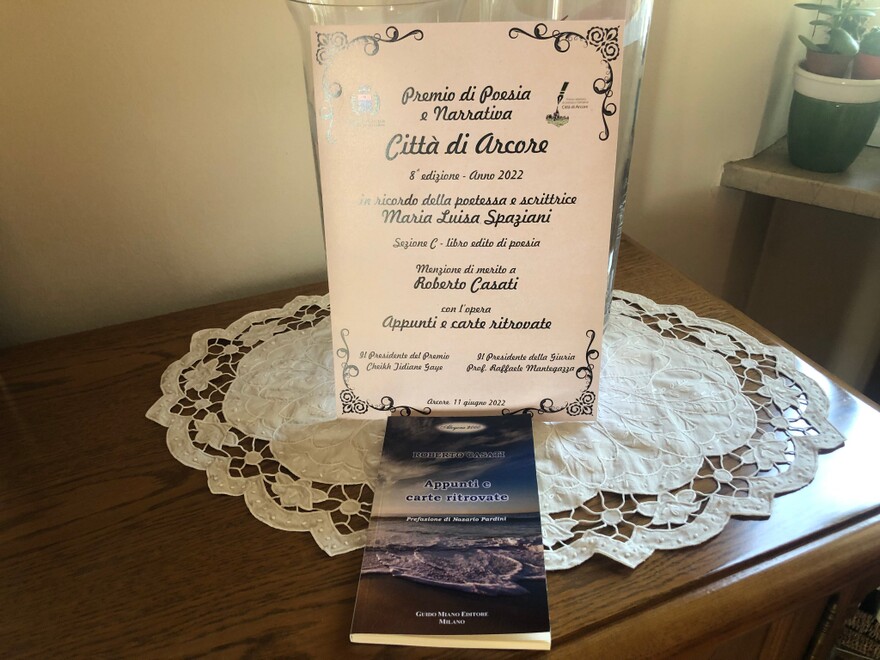 Premio di Poesia
e Narrativa
Città di Arcore
8ª edizione - Anno 2022
in ricordo della poetessa e scrittrice
Maria Luisa Spaziani
Sezione C - libro edito di poesia
Menzione di merito a
Roberto Casati
con l'opera
Appunti e carte ritrovate
Il Presidente del Premio
Cheikh Tidiane Gaye
Il Presidente della Giuria
Prof. Raffaele Mantegazza
Arcore, 11 giugno 2022
ROBERTO CASATI
Appunti e
carte ritrovate
Prefazione di Nazario Pardini
GUIDO MIANO EDITORE
MILANO